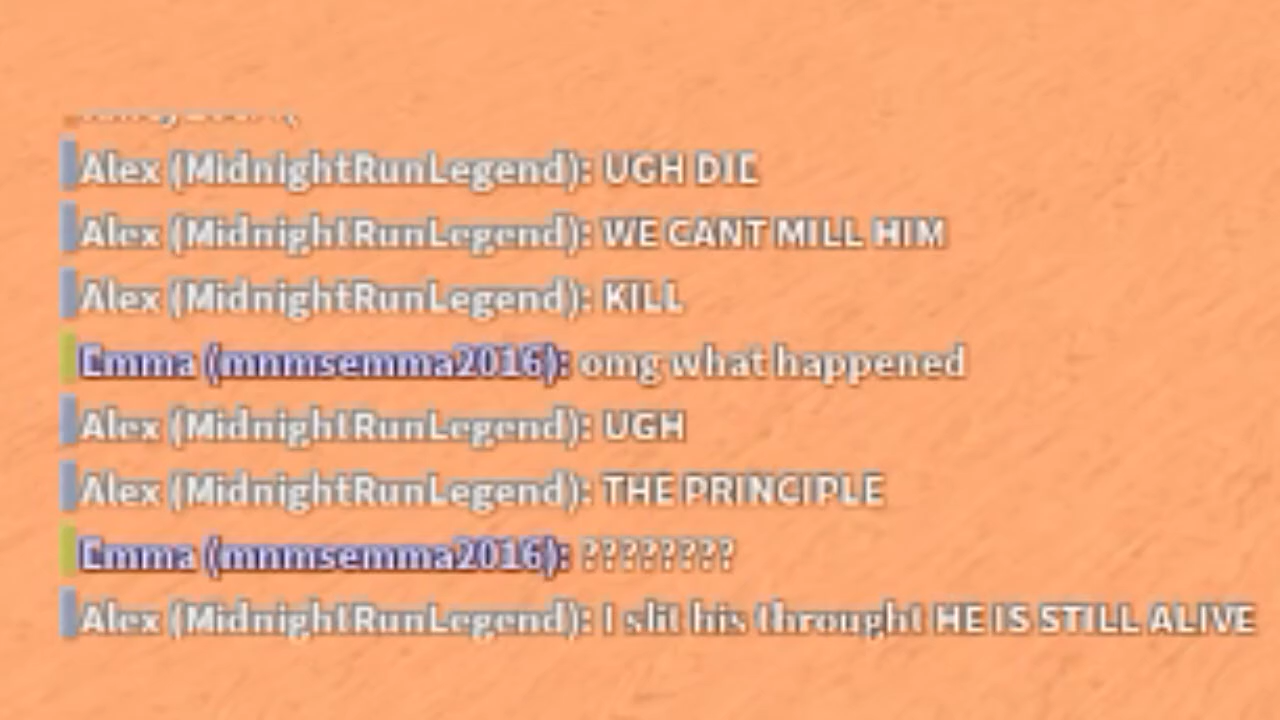 Alex (MidnightRunLegend): UGH DIE
Alex (MidnightRunLegend): WE CANT MILL HIM
Alex (MidnightRunLegend): KILL
Emma (mnmsemma2016): omg what happened
Alex (MidnightRunLegend): UGH
Alex (MidnightRunLegend): THE PRINCIPLE
Emma (mnmsemma2016): ????????
Alex (MidnightRunLegend): I slit his throught HE IS STILL ALIVE